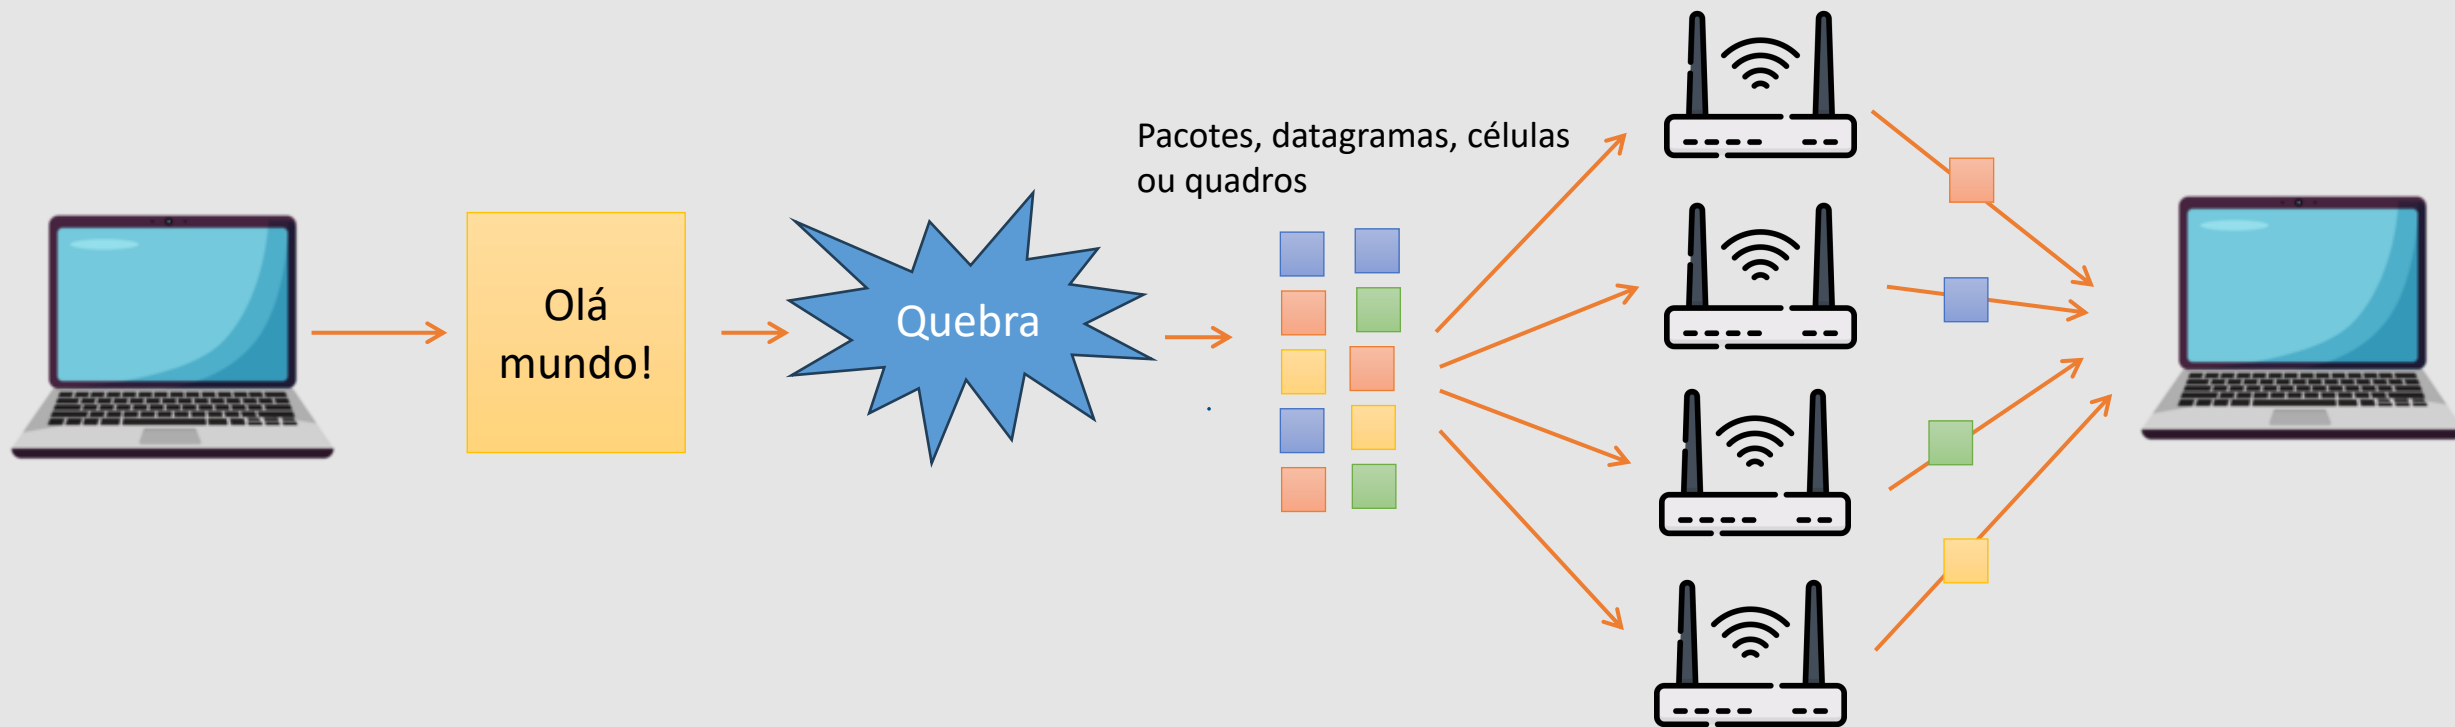 Pacotes, datagramas, células
ou quadros
Olá
mundo!
Quebra